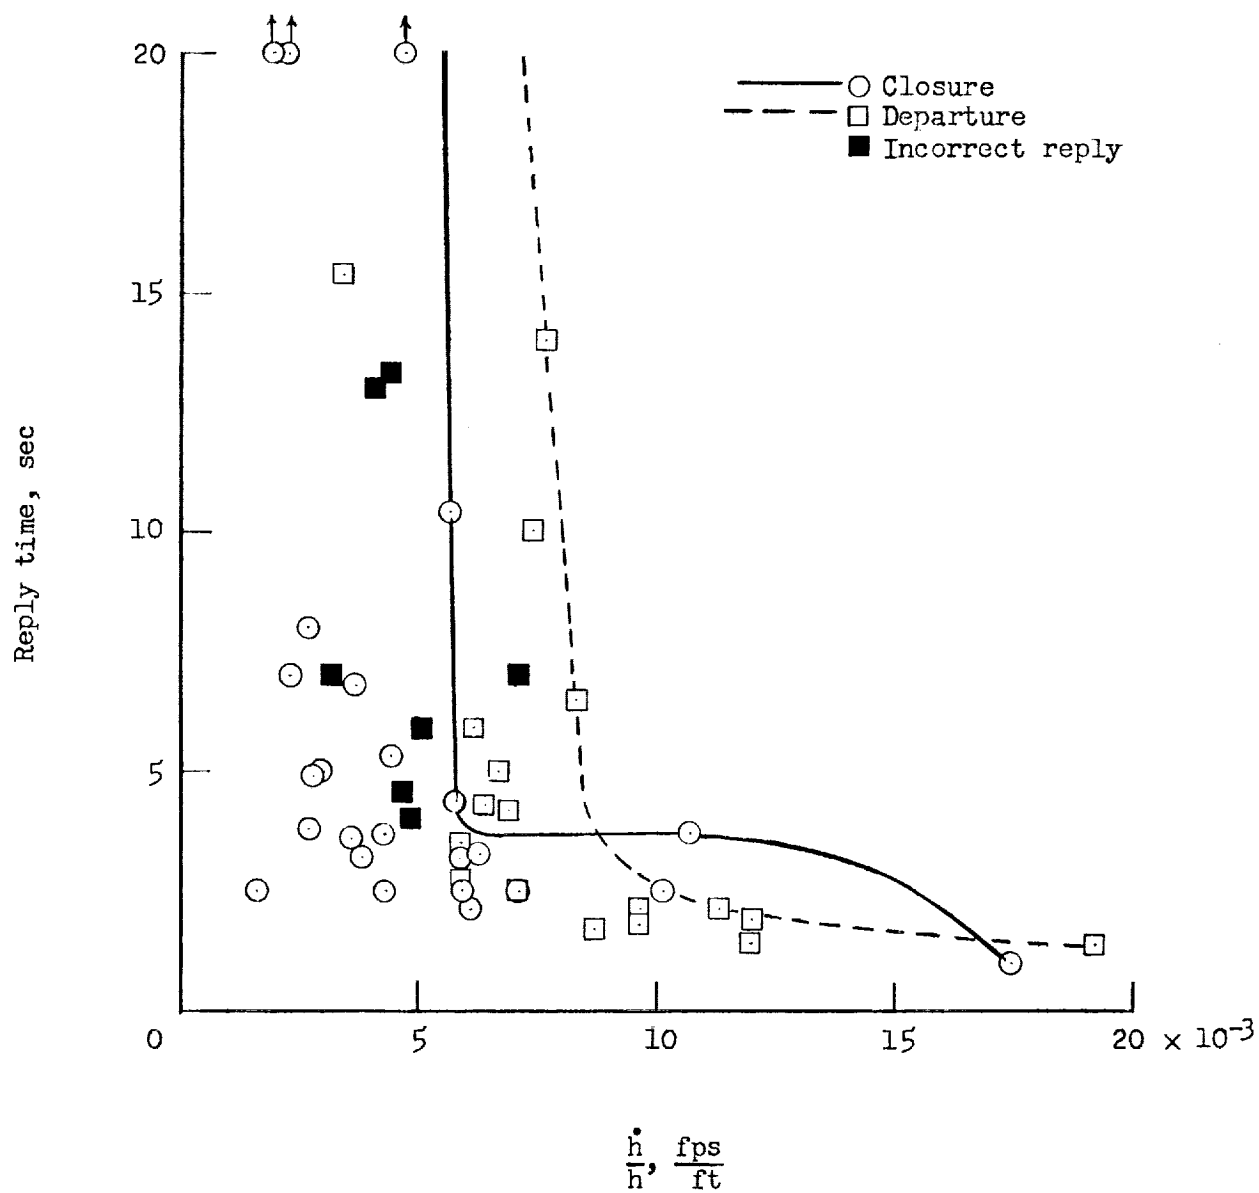 20
Closure
Departure
Incorrect reply
15
10
Reply time, sec
5
0 5 10 15 20 × 10⁻³
ḣ/h, fps/ft